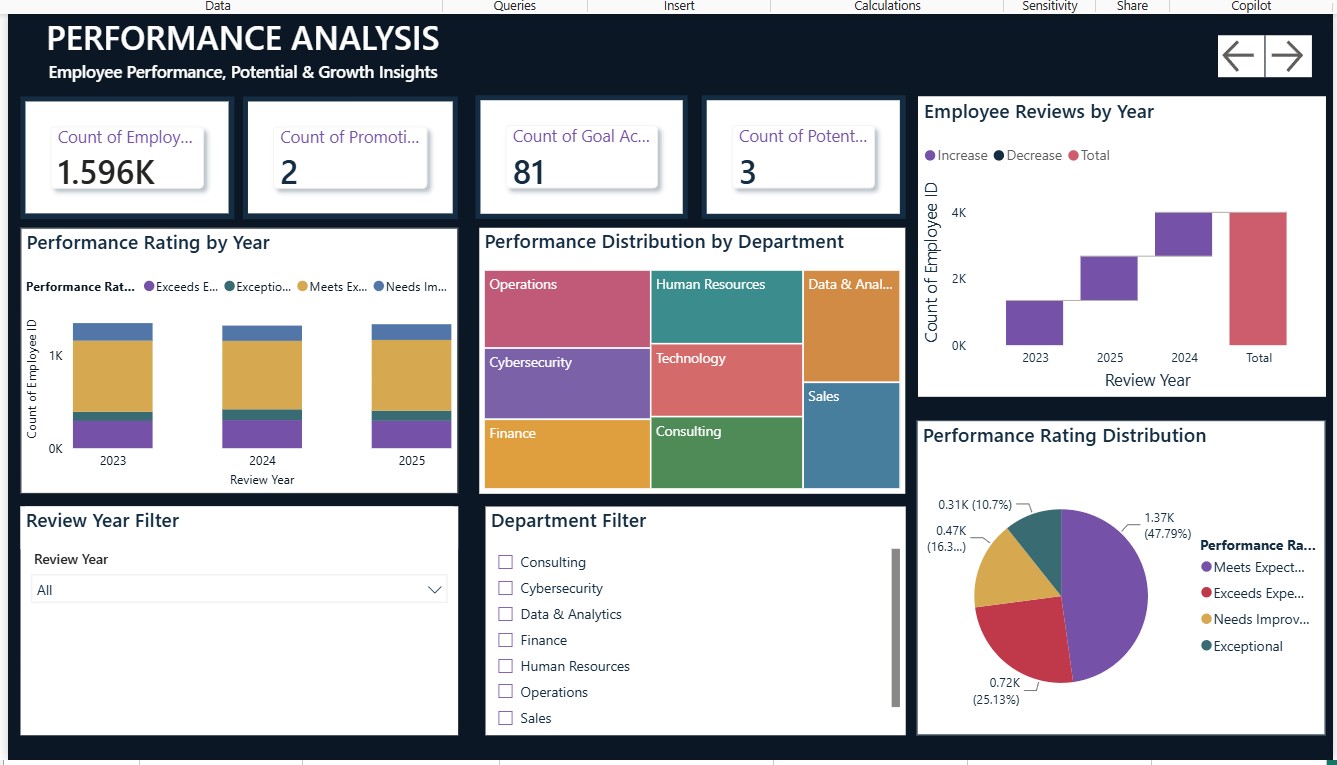 Data Queries Insert Calculations Sensitivity Share Copilot
PERFORMANCE ANALYSIS
Employee Performance, Potential & Growth Insights
Count of Employ...
1.596K
Count of Promoti...
2
Count of Goal Ac...
81
Count of Potent...
3
Employee Reviews by Year
Increase Decrease Total
Count of Employee ID
4K
2K
0K
2023 2025 2024 Total
Review Year
Performance Rating by Year
Performance Rat... Exceeds E... Exceptio... Meets Ex... Needs Im...
Count of Employee ID
1K
0K
2023 2024 2025
Review Year
Performance Distribution by Department
Operations
Cybersecurity
Finance
Human Resources
Technology
Consulting
Data & Anal...
Sales
Performance Rating Distribution
0.31K (10.7%)
0.47K
(16.3...)
1.37K
(47.79%)
0.72K
(25.13%)
Performance Ra...
Meets Expect...
Exceeds Expe...
Needs Improv...
Exceptional
Review Year Filter
Review Year
All
Department Filter
Consulting
Cybersecurity
Data & Analytics
Finance
Human Resources
Operations
Sales